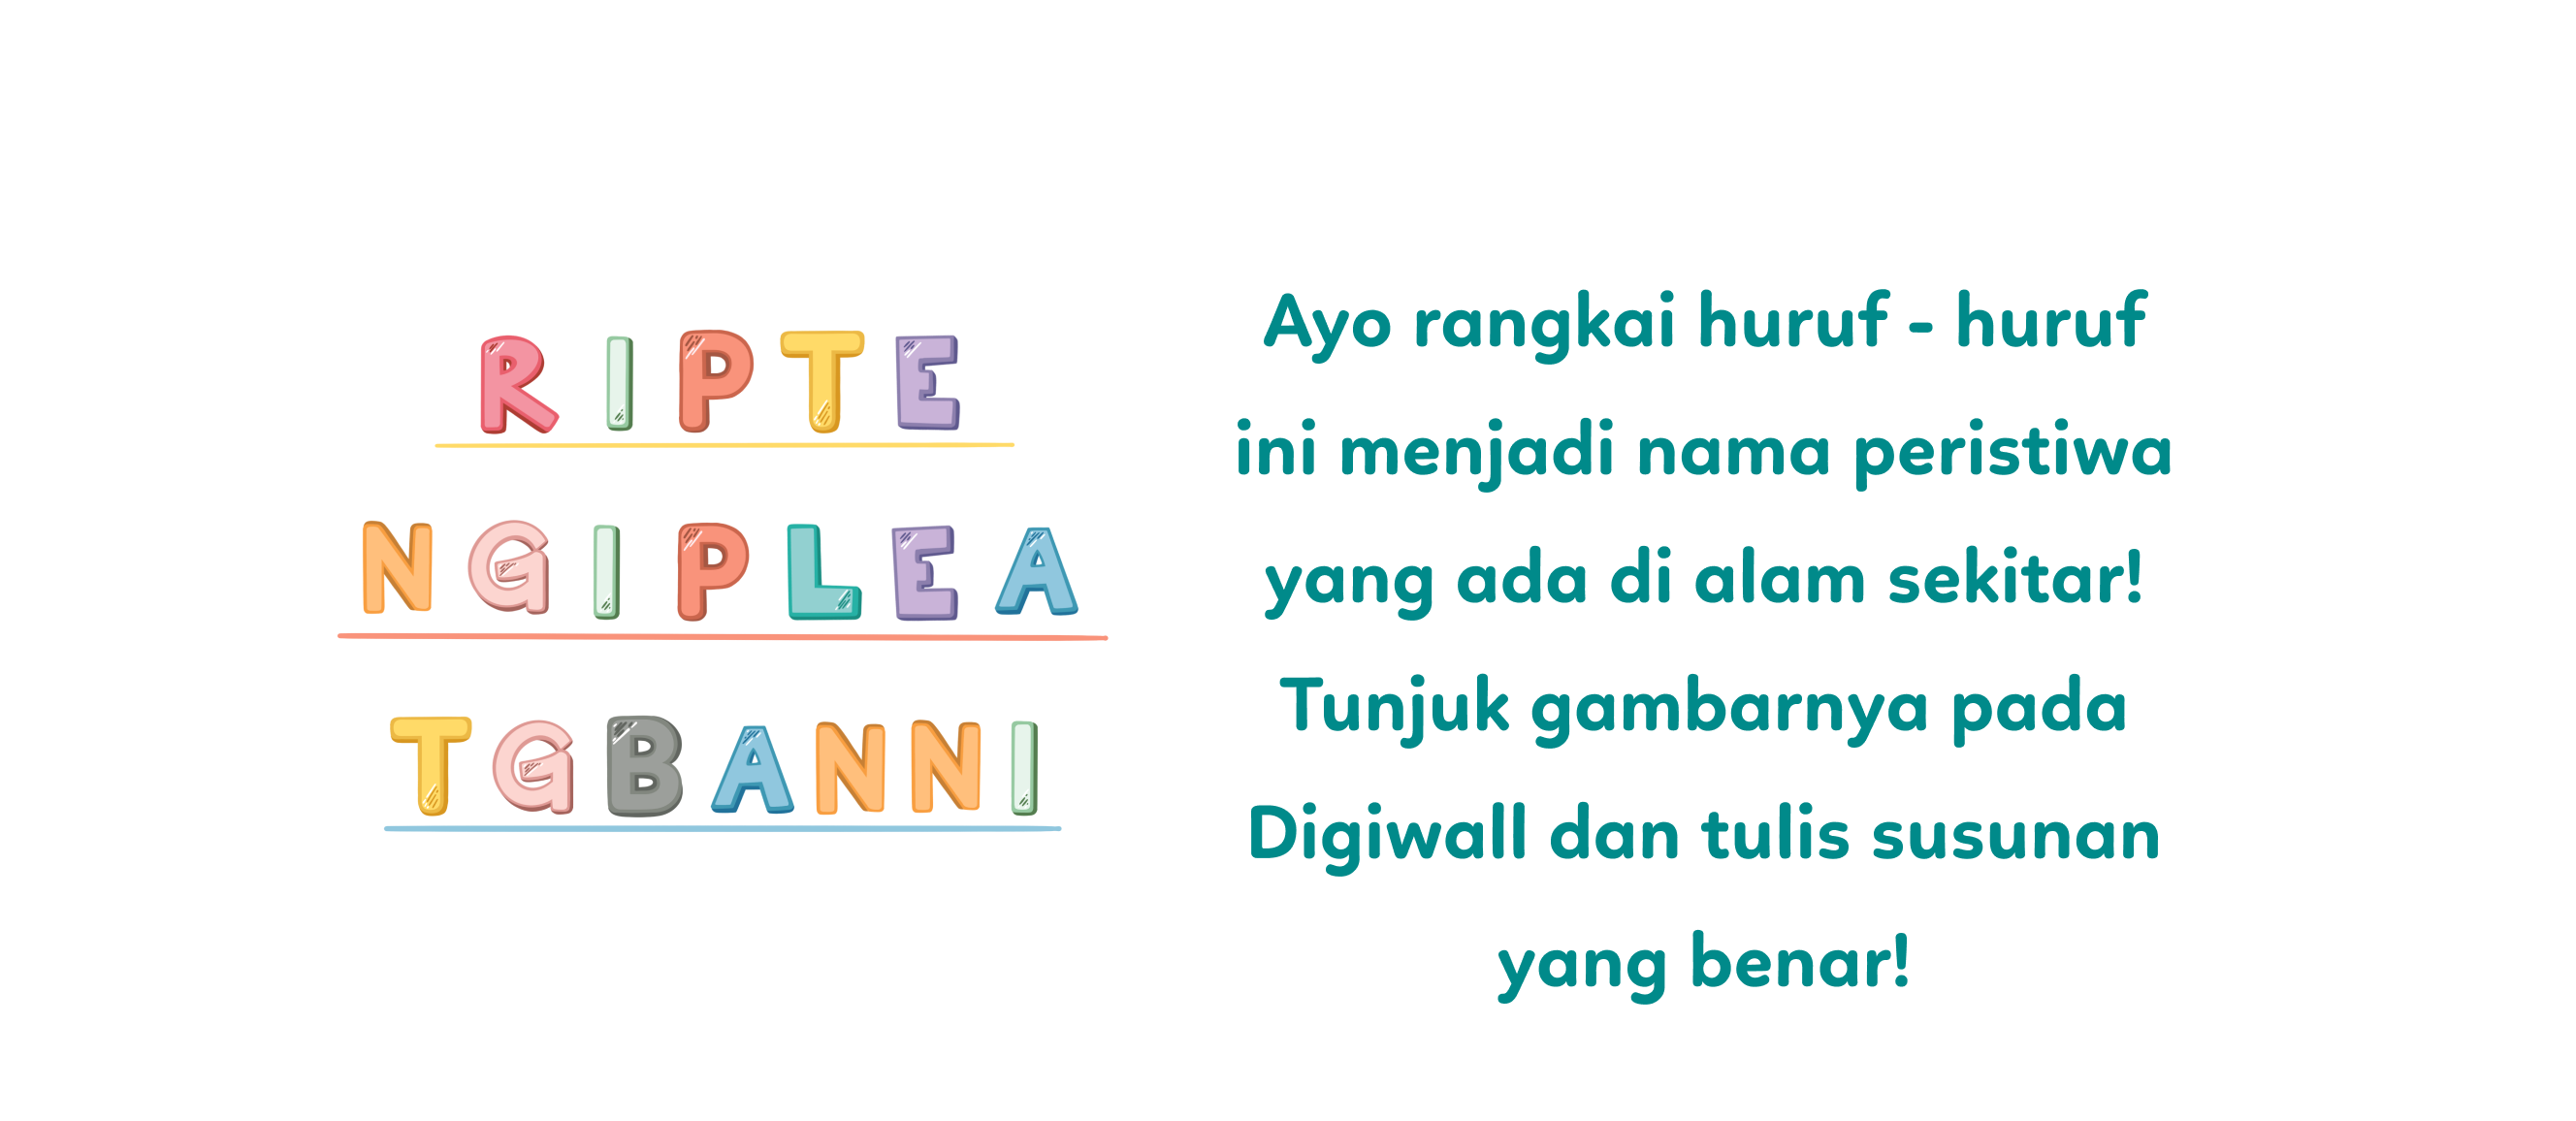 RIPTE
NGIPLEA
TGBANNI
Ayo rangkai huruf - huruf
ini menjadi nama peristiwa
yang ada di alam sekitar!
Tunjuk gambarnya pada
Digiwall dan tulis susunan
yang benar!